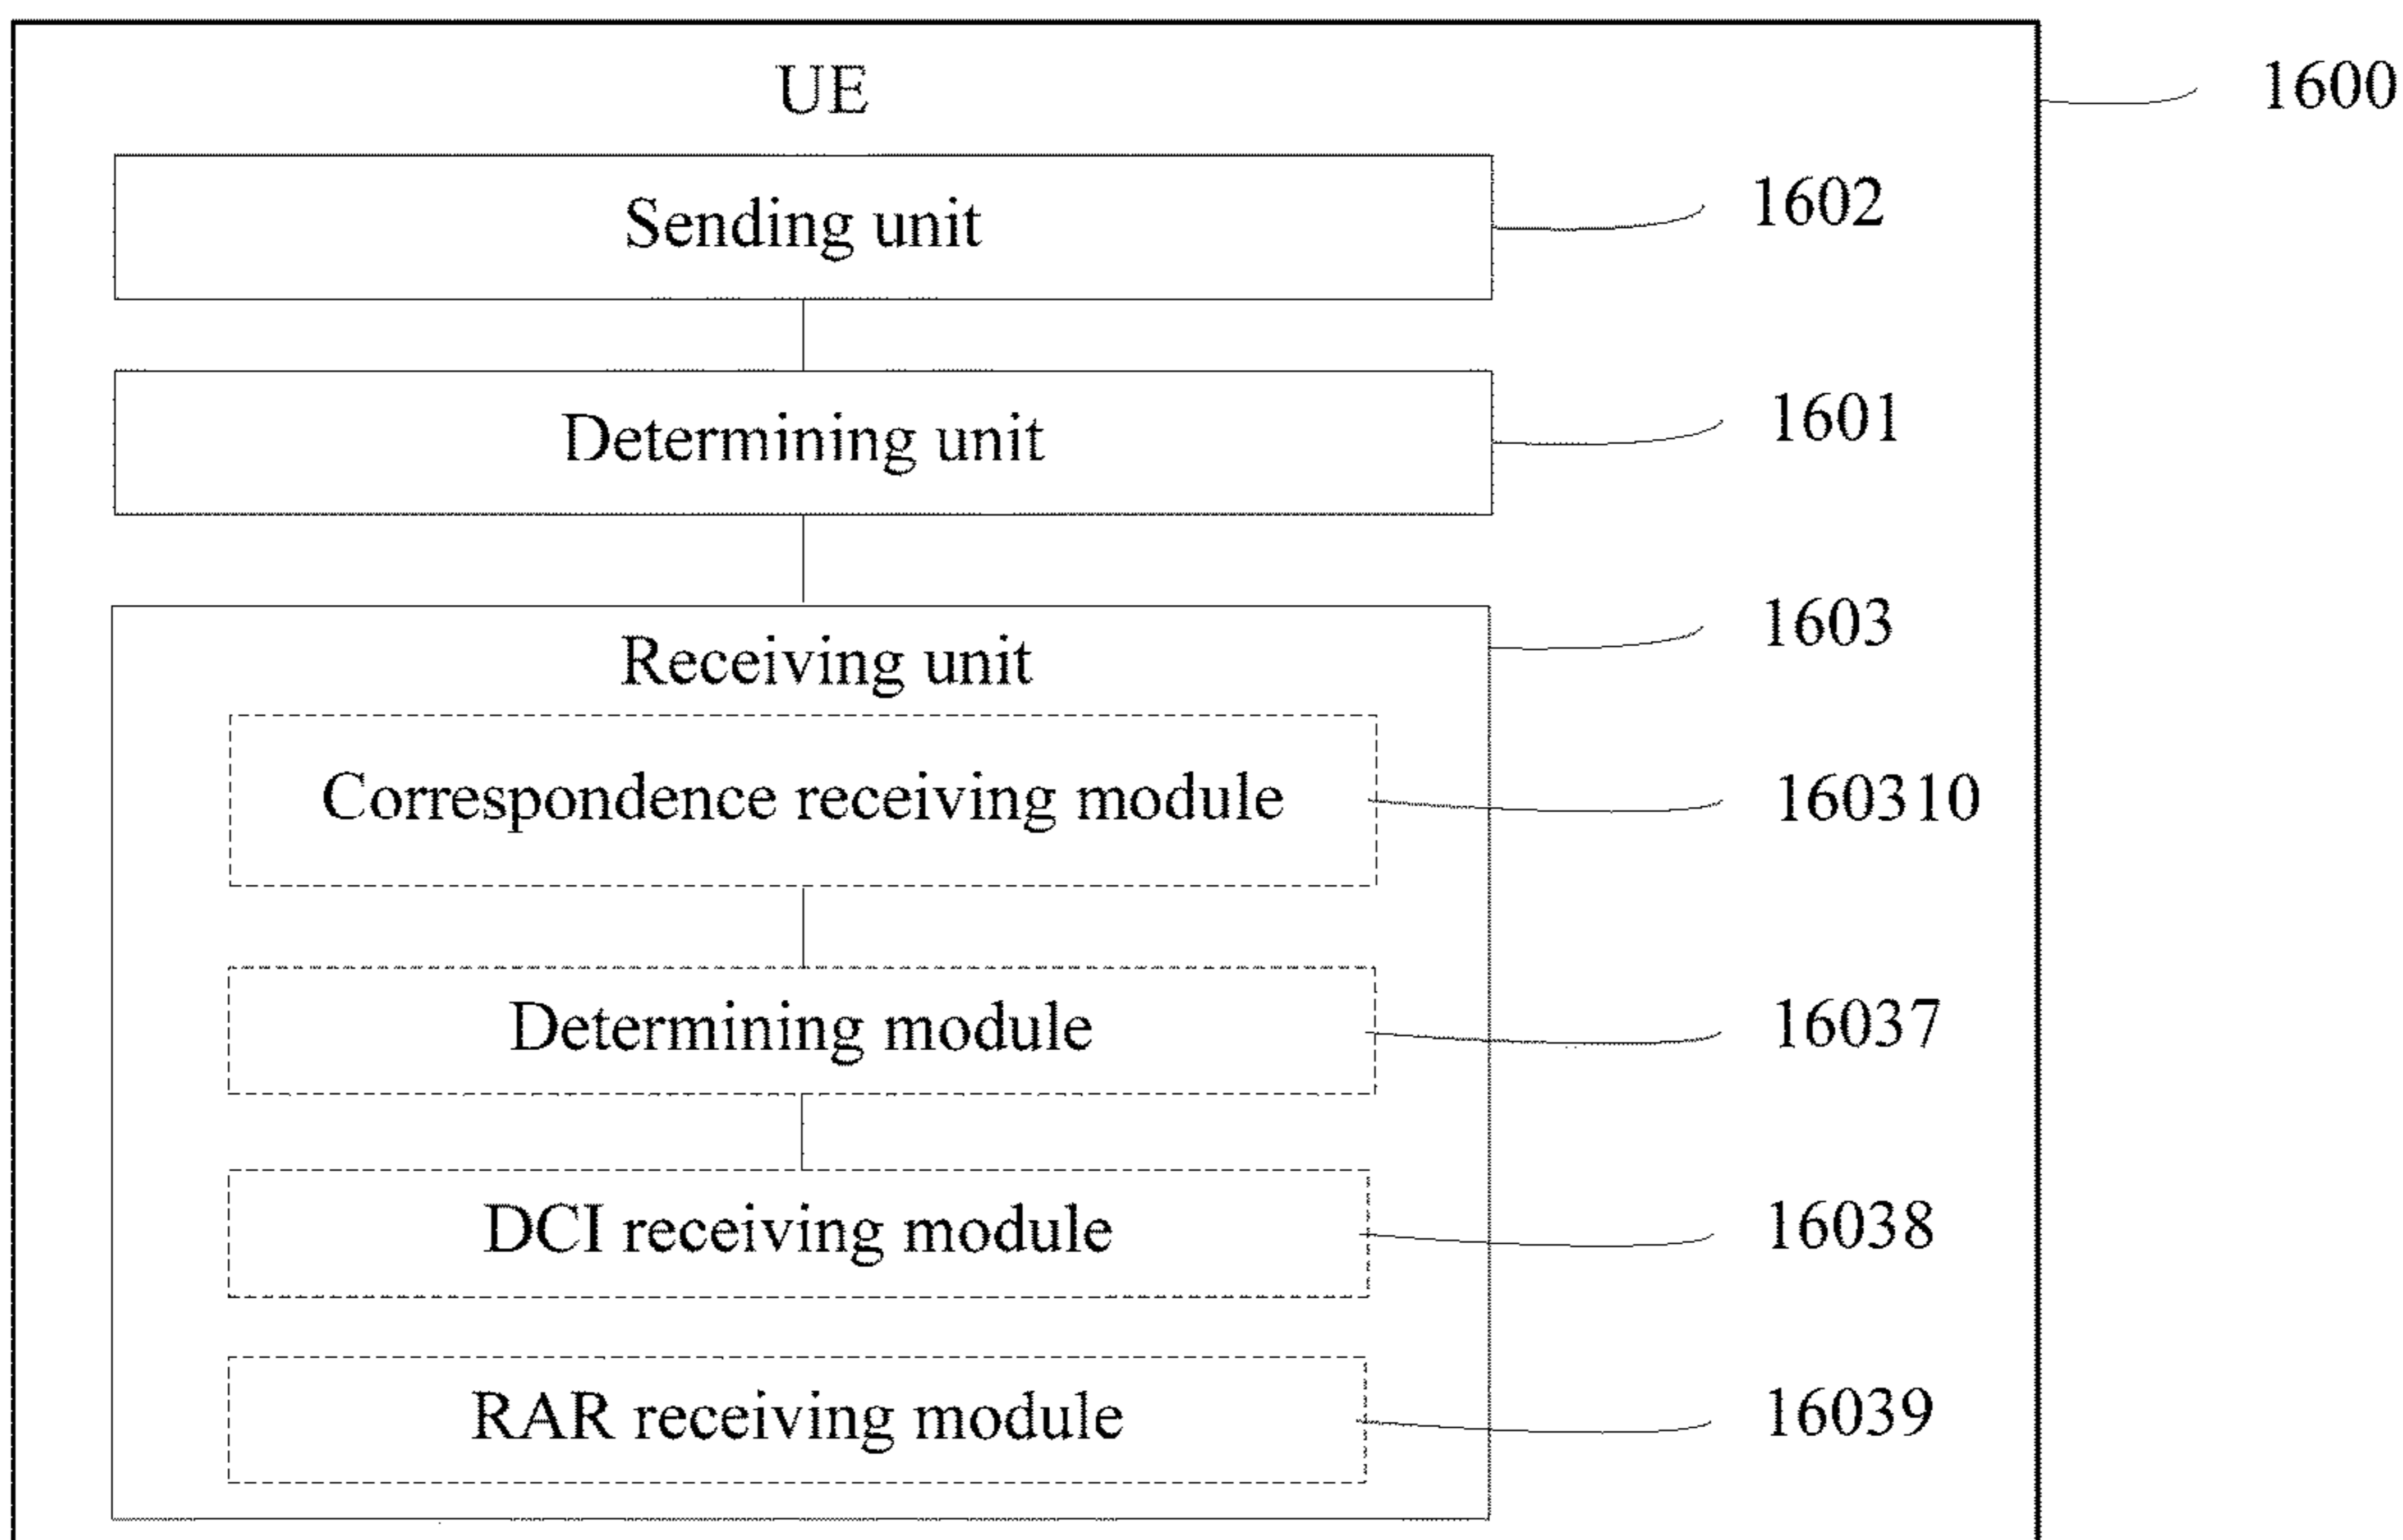 UE
1600
Sending unit
1602
Determining unit
1601
Receiving unit
1603
Correspondence receiving module
160310
Determining module
16037
DCI receiving module
16038
RAR receiving module
16039